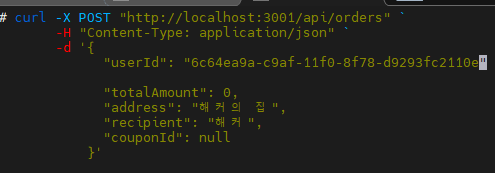 # curl -X POST "http://localhost:3001/api/orders" `
-H "Content-Type: application/json" `
-d '{
"userId": "6c64ea9a-c9af-11f0-8f78-d9293fc2110e"
"totalAmount": 0,
"address": "해커의 집",
"recipient": "해커",
"couponId": null
}'